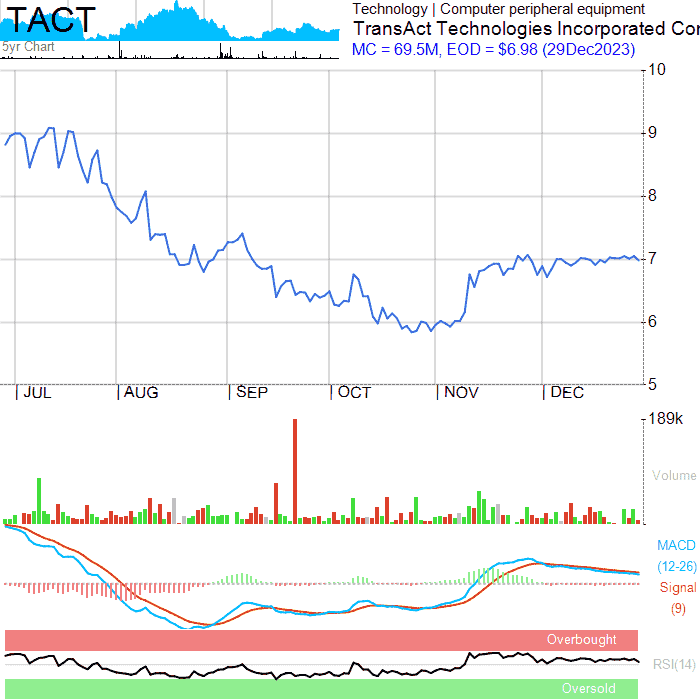 TACT
5yr Chart
Technology | Computer peripheral equipment
TransAct Technologies Incorporated Cor
MC = 69.5M, EOD = $6.98 (29Dec2023)
10
9
8
7
6
5
JUL AUG SEP OCT NOV DEC
189k
Volume
MACD
(12-26)
Signal
(9)
Overbought
RSI(14)
Oversold